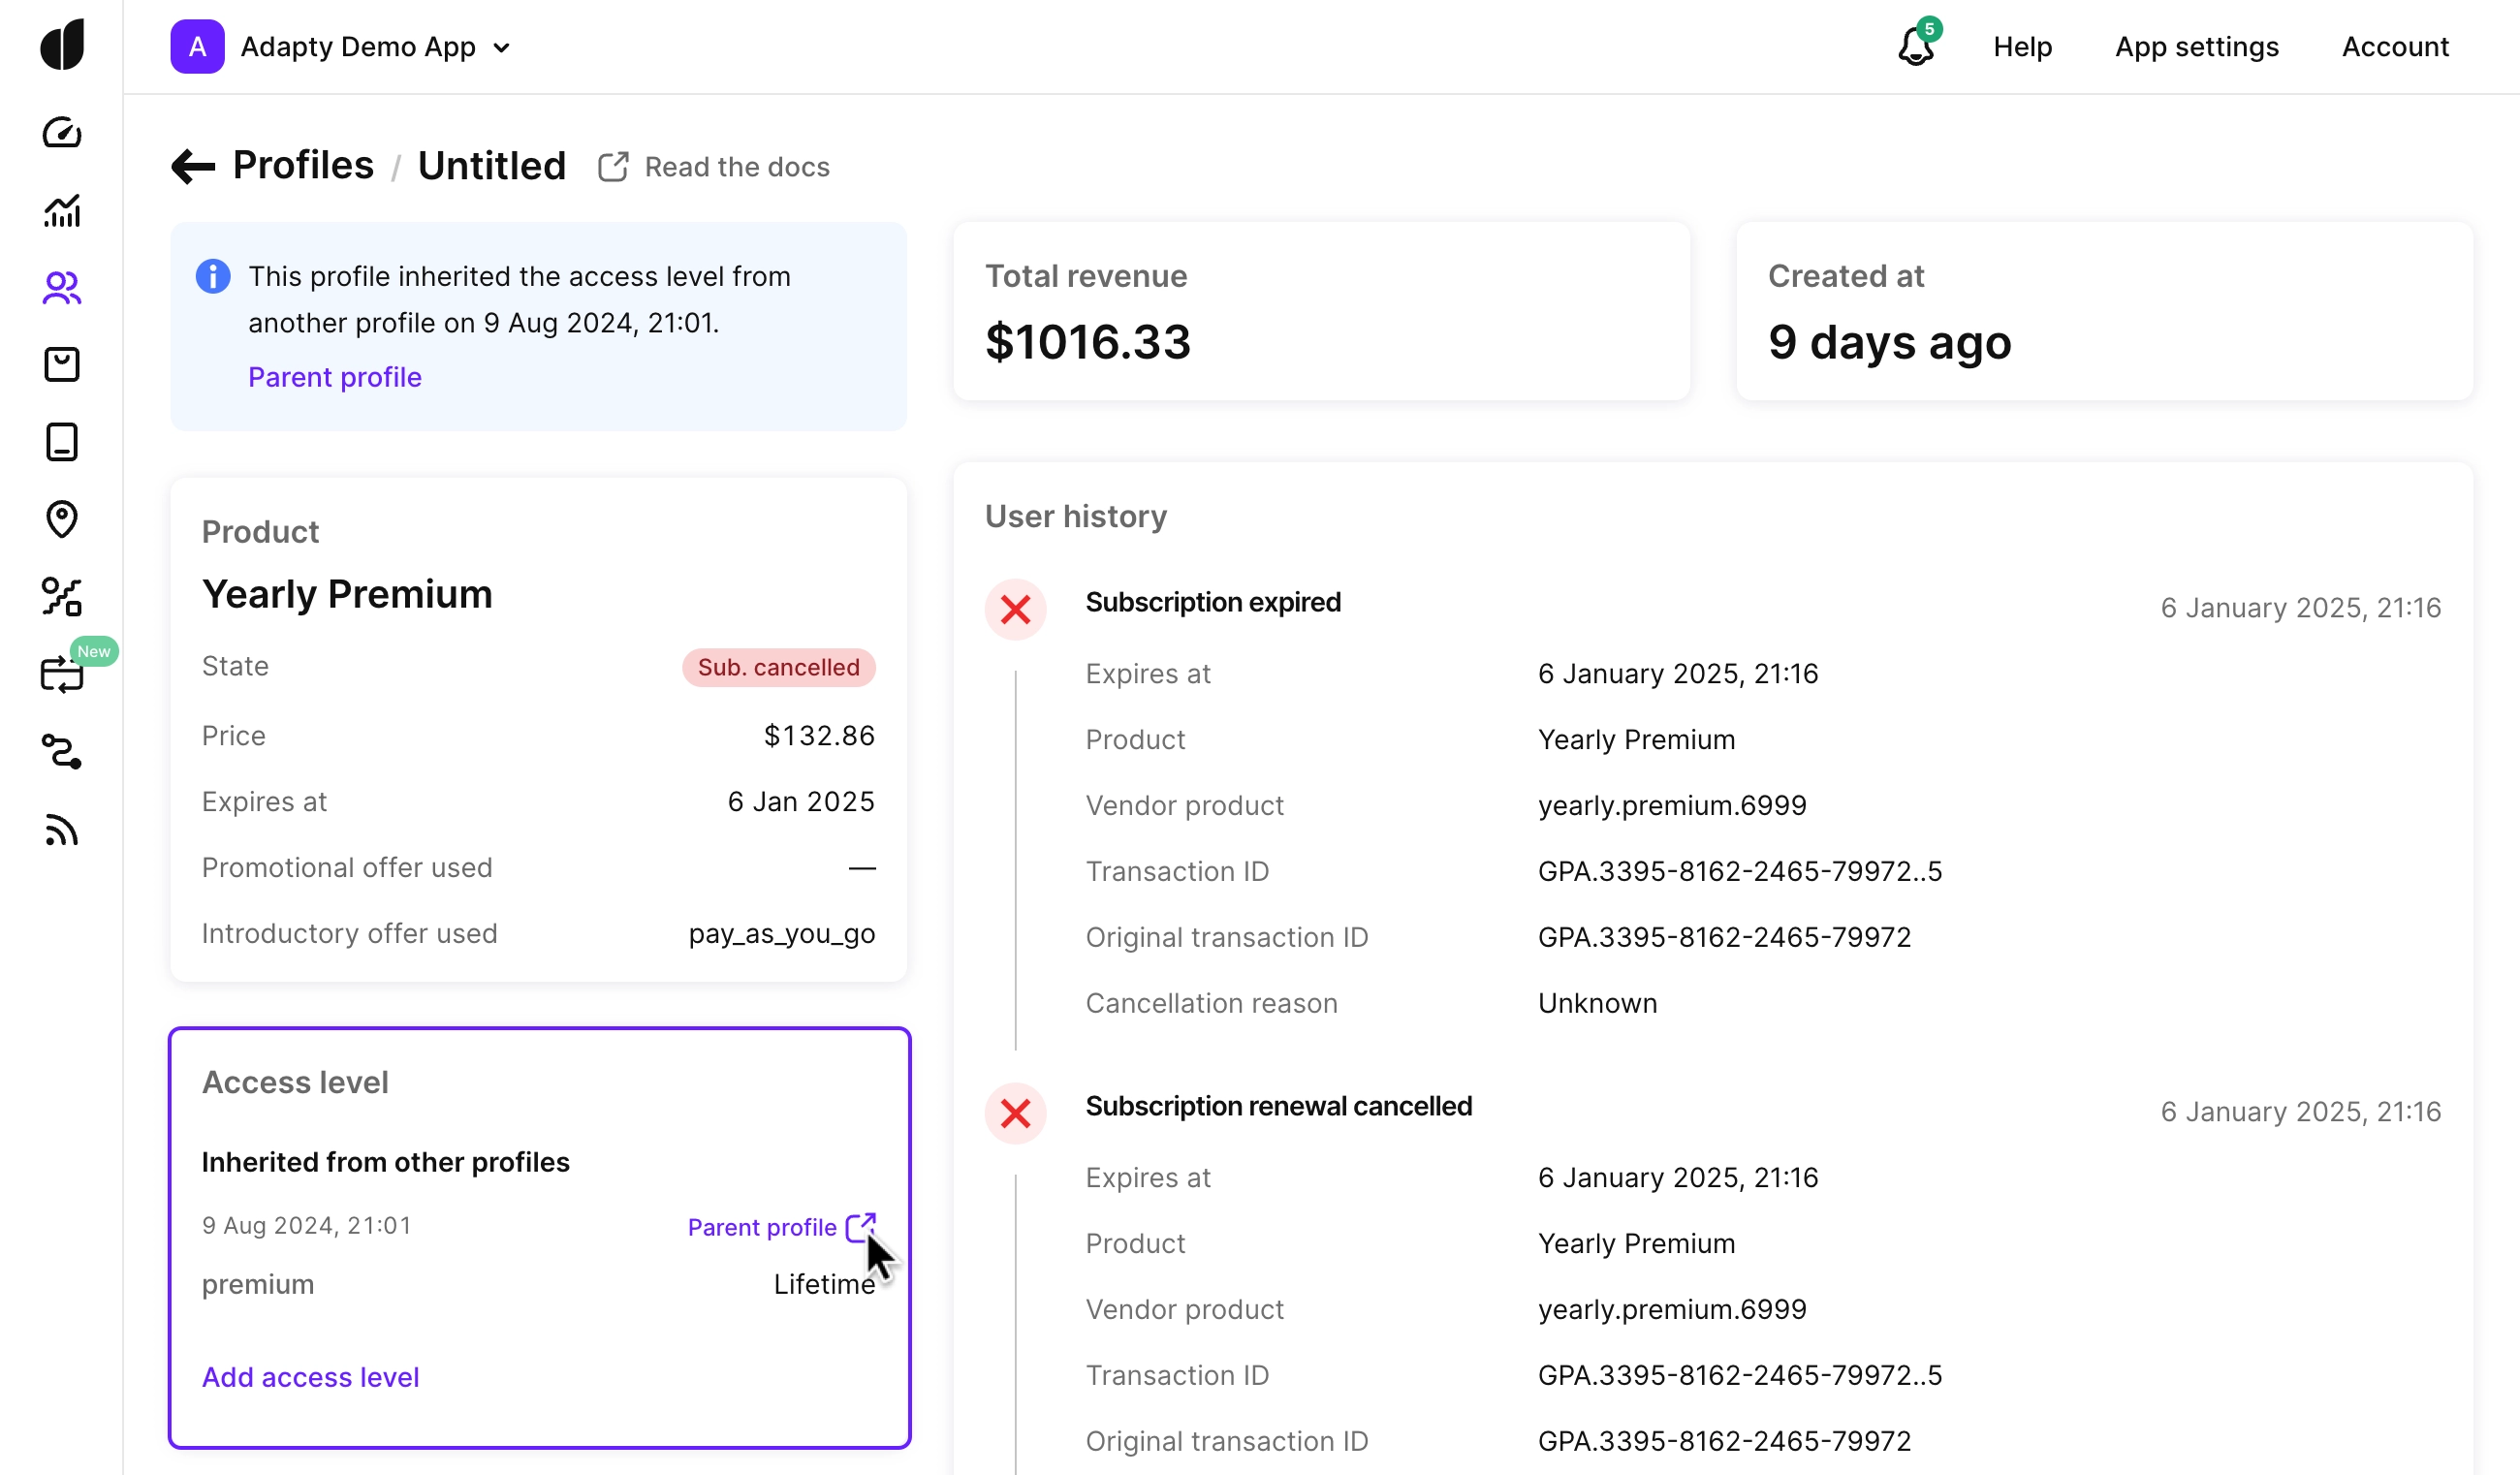 A
Adapty Demo App
5
Help
App settings
Account
Profiles / Untitled
Read the docs
This profile inherited the access level from
another profile on 9 Aug 2024, 21:01.
Parent profile
Total revenue
$1016.33
Created at
9 days ago
Product
Yearly Premium
State Sub. cancelled
Price $132.86
Expires at 6 Jan 2025
Promotional offer used —
Introductory offer used pay_as_you_go
New
Access level
Inherited from other profiles
9 Aug 2024, 21:01 Parent profile
premium Lifetime
Add access level
User history
Subscription expired 6 January 2025, 21:16
Expires at 6 January 2025, 21:16
Product Yearly Premium
Vendor product yearly.premium.6999
Transaction ID GPA.3395-8162-2465-79972..5
Original transaction ID GPA.3395-8162-2465-79972
Cancellation reason Unknown
Subscription renewal cancelled 6 January 2025, 21:16
Expires at 6 January 2025, 21:16
Product Yearly Premium
Vendor product yearly.premium.6999
Transaction ID GPA.3395-8162-2465-79972..5
Original transaction ID GPA.3395-8162-2465-79972